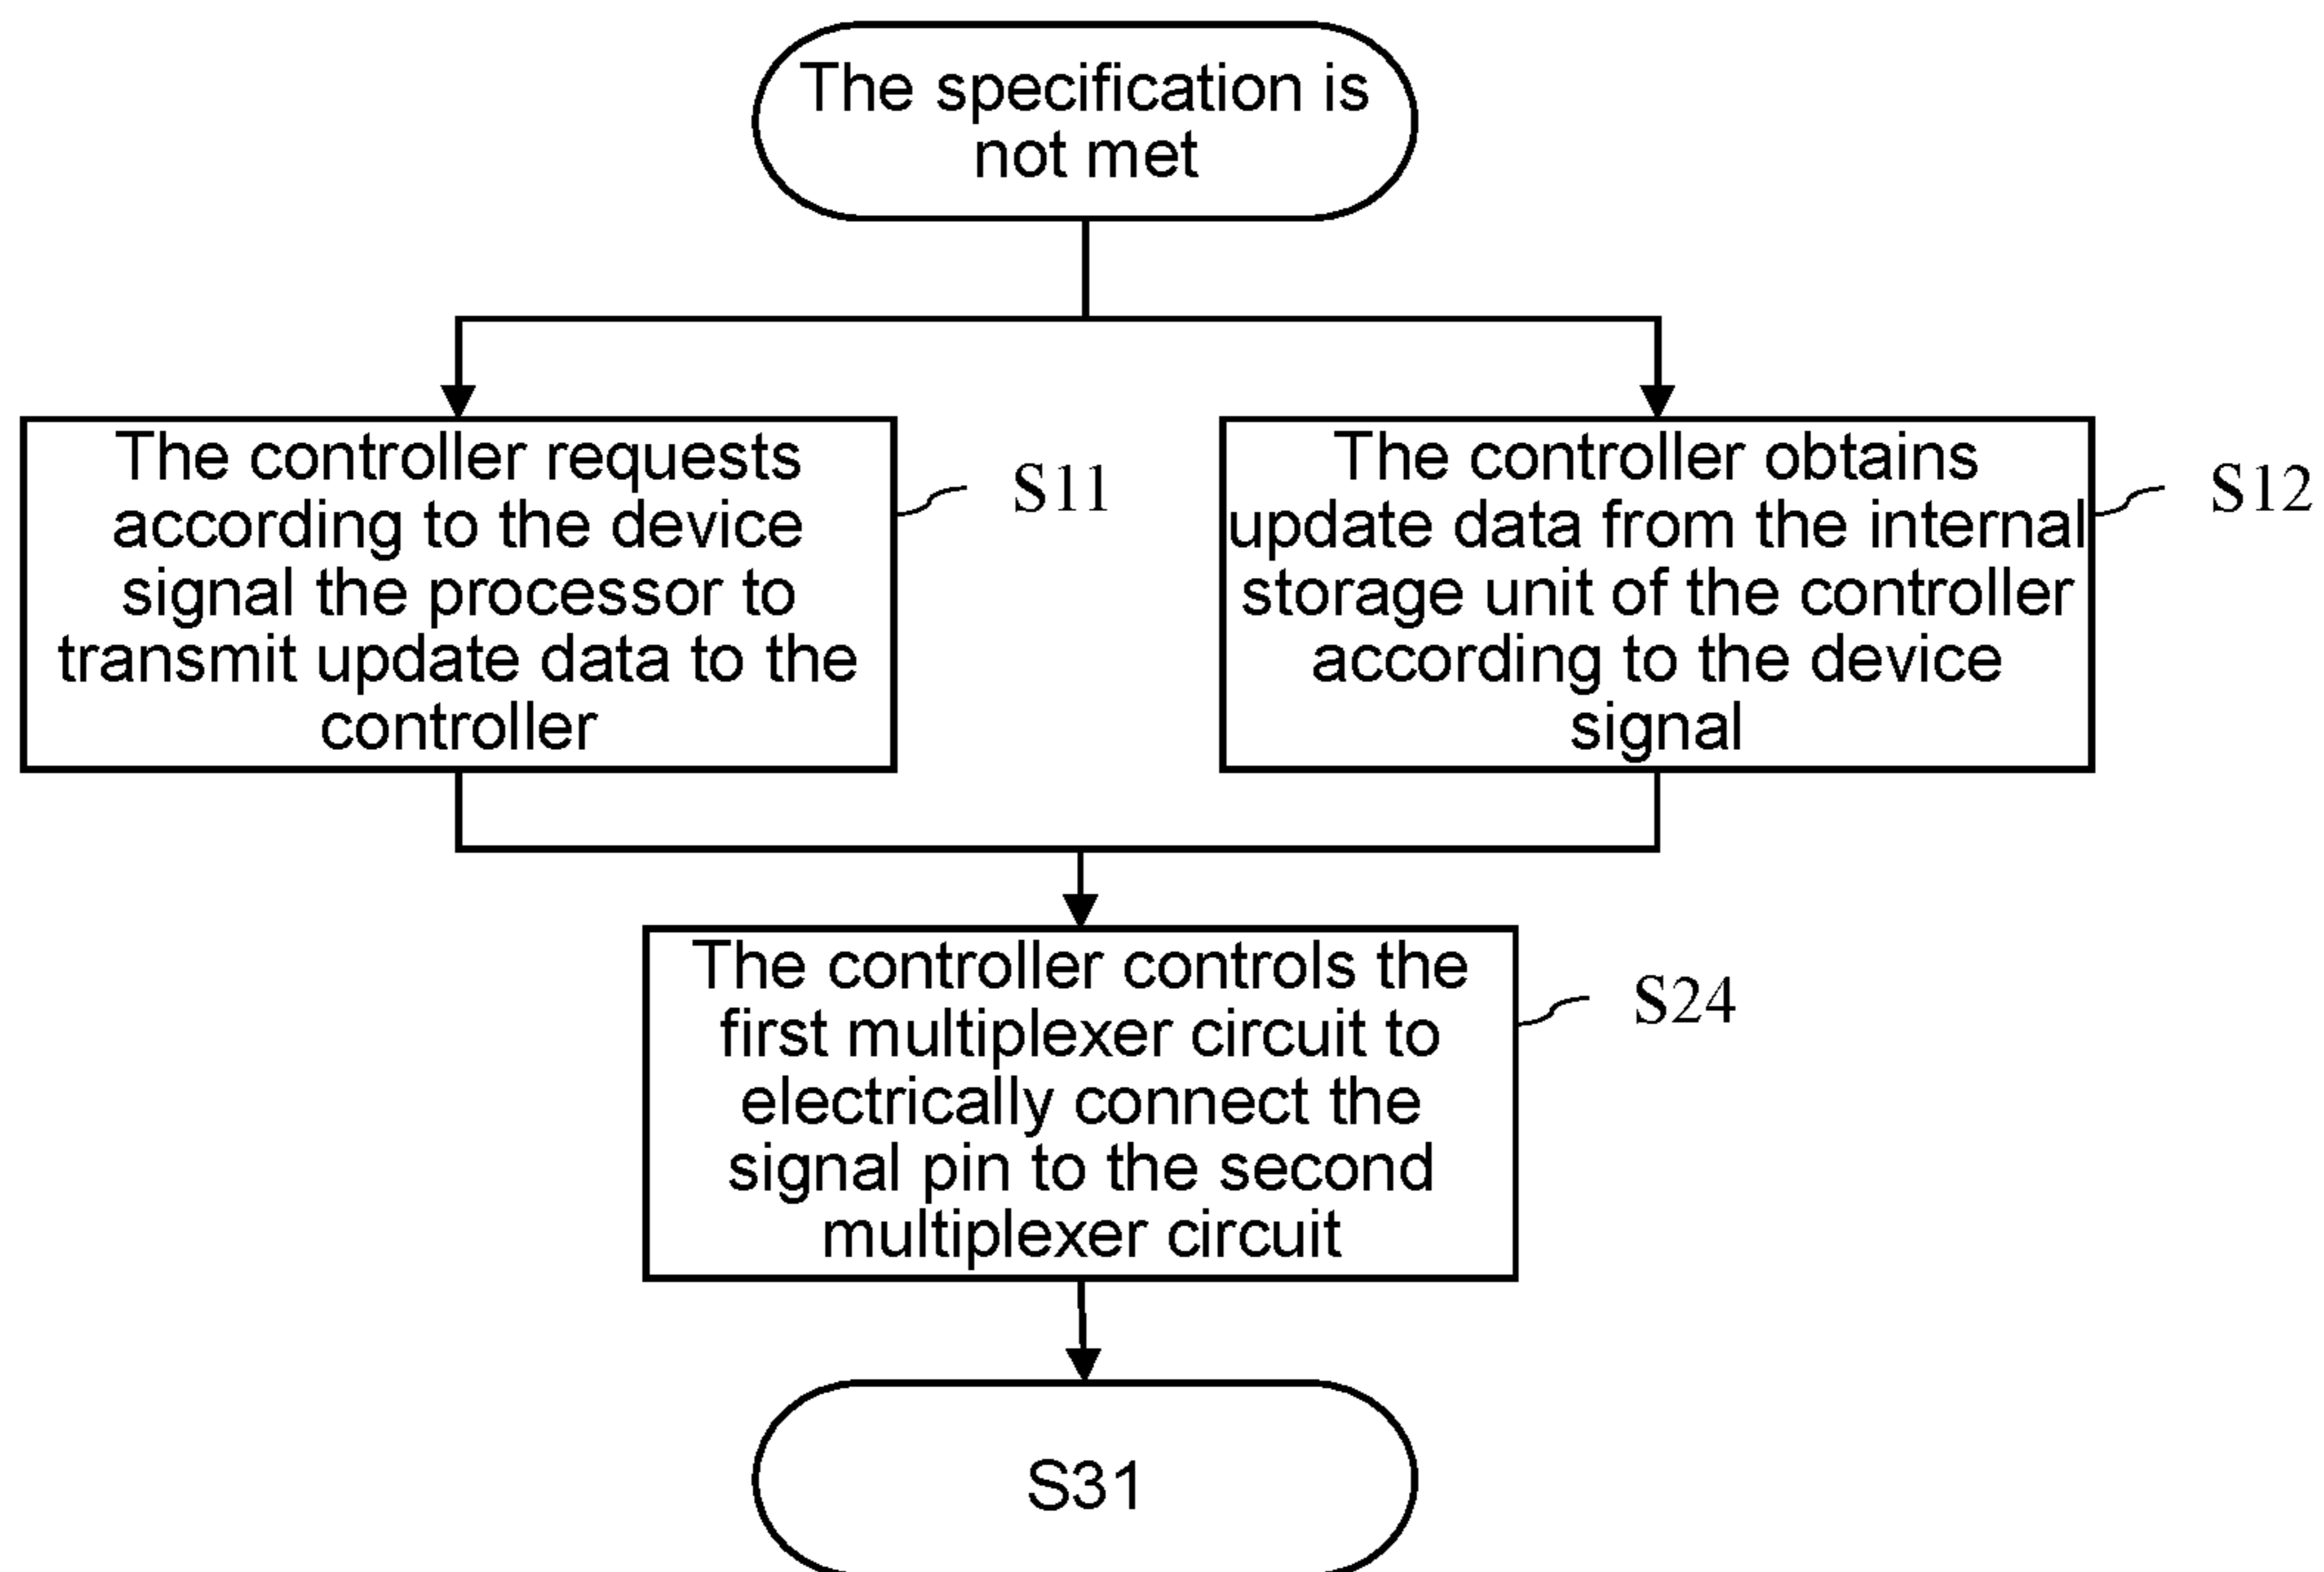 The specification is
not met
The controller requests
according to the device
signal the processor to
transmit update data to the
controller
S11
The controller obtains
update data from the internal
storage unit of the controller
according to the device
signal
S12
The controller controls the
first multiplexer circuit to
electrically connect the
signal pin to the second
multiplexer circuit
S24
S31